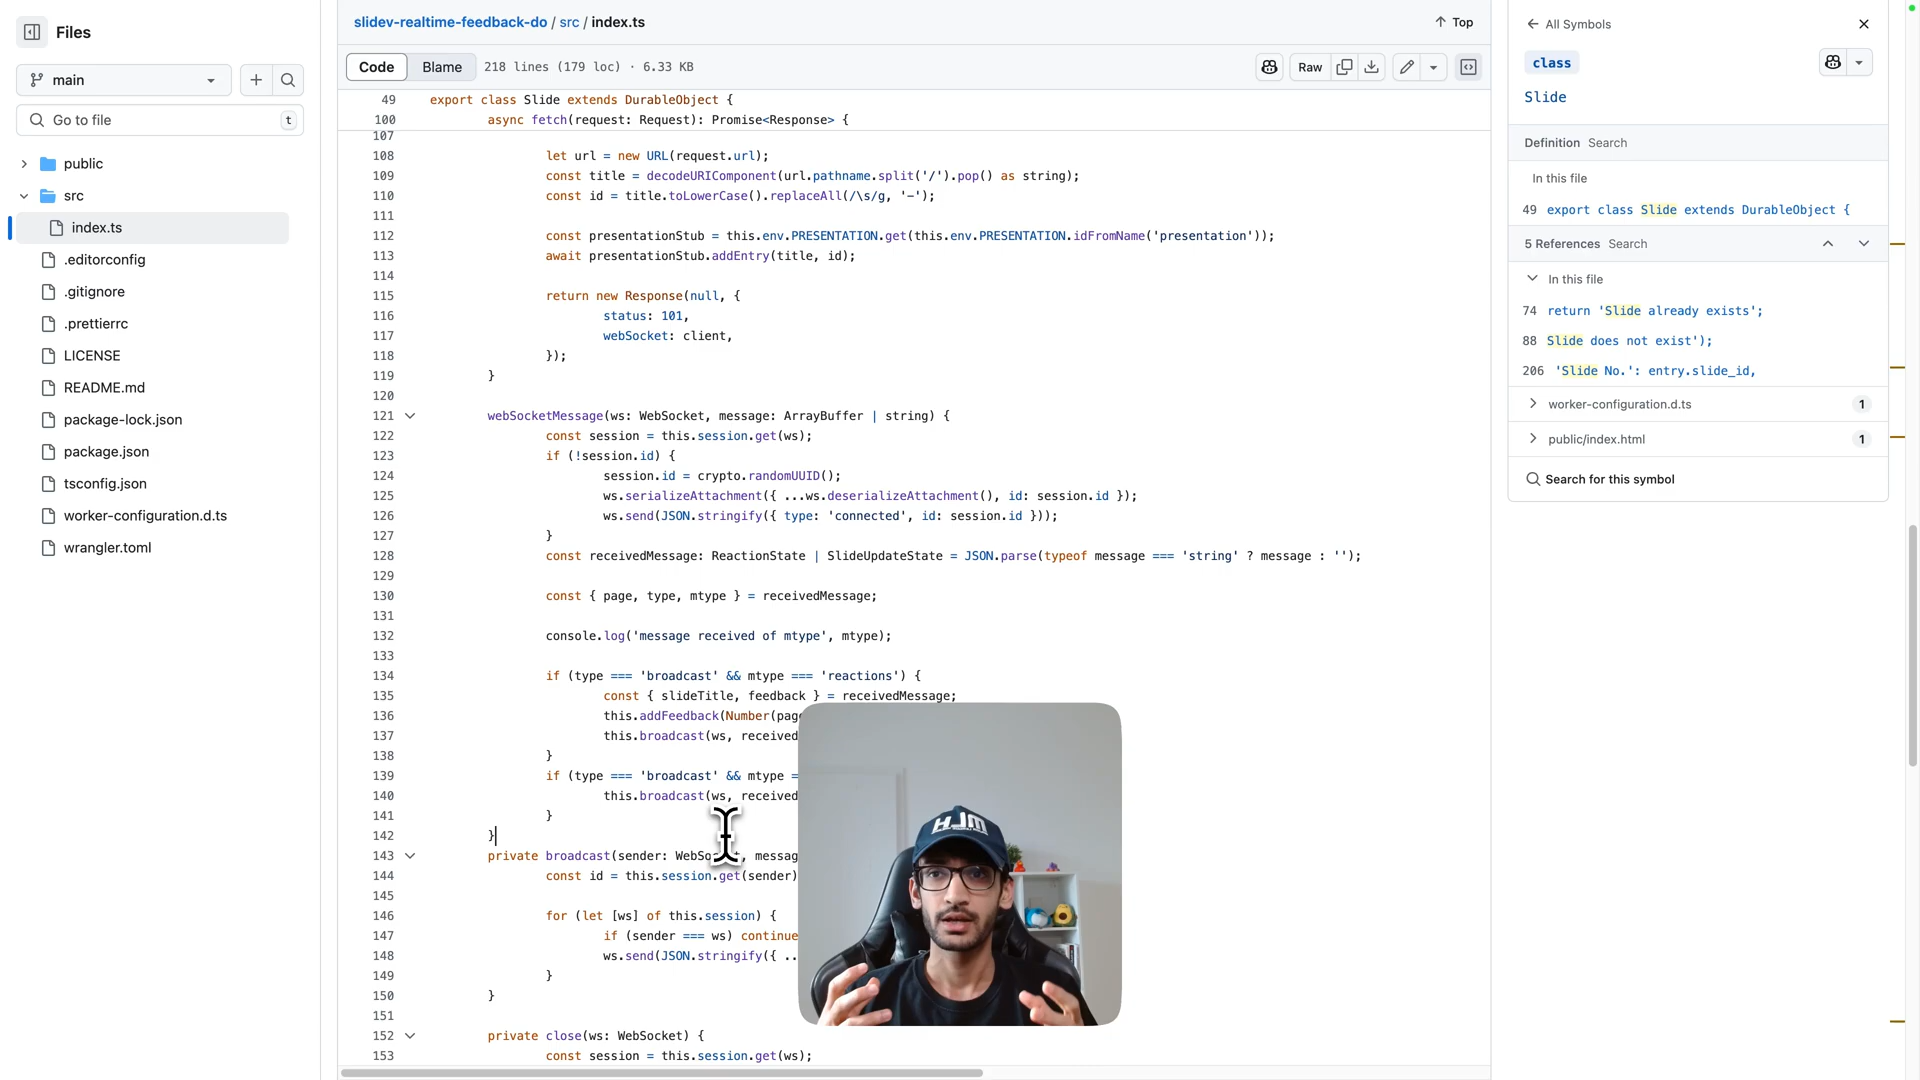 Files
main
Go to file
t
public
src
index.ts
.editorconfig
.gitignore
.prettierrc
LICENSE
README.md
package-lock.json
package.json
tsconfig.json
worker-configuration.d.ts
wrangler.toml
slidev-realtime-feedback-do / src / index.ts
Top
Code Blame 218 lines (179 loc) · 6.33 KB
Raw
49 export class Slide extends DurableObject {
100 async fetch(request: Request): Promise<Response> {
107
108 let url = new URL(request.url);
109 const title = decodeURIComponent(url.pathname.split('/').pop() as string);
110 const id = title.toLowerCase().replaceAll(/\s/g, '-');
111
112 const presentationStub = this.env.PRESENTATION.get(this.env.PRESENTATION.idFromName('presentation'));
113 await presentationStub.addEntry(title, id);
114
115 return new Response(null, {
116 status: 101,
117 webSocket: client,
118 });
119 }
120
121 webSocketMessage(ws: WebSocket, message: ArrayBuffer | string) {
122 const session = this.session.get(ws);
123 if (!session.id) {
124 session.id = crypto.randomUUID();
125 ws.serializeAttachment({ ...ws.deserializeAttachment(), id: session.id });
126 ws.send(JSON.stringify({ type: 'connected', id: session.id }));
127 }
128 const receivedMessage: ReactionState | SlideUpdateState = JSON.parse(typeof message === 'string' ? message : '');
129
130 const { page, type, mtype } = receivedMessage;
131
132 console.log('message received of mtype', mtype);
133
134 if (type === 'broadcast' && mtype === 'reactions') {
135 const { slideTitle, feedback } = receivedMessage;
136 this.addFeedback(Number(pag
137 this.broadcast(ws, received
138 }
139 if (type === 'broadcast' && mtype =
140 this.broadcast(ws, received
141 }
142 }
143 private broadcast(sender: WebSocket, messag
144 const id = this.session.get(sender)
145
146 for (let [ws] of this.session) {
147 if (sender === ws) continue
148 ws.send(JSON.stringify({ ..
149 }
150 }
151
152 private close(ws: WebSocket) {
153 const session = this.session.get(ws);
HJM
All Symbols
class
Slide
Definition Search
In this file
49 export class Slide extends DurableObject {
5 References Search
In this file
74 return 'Slide already exists';
88 Slide does not exist');
206 'Slide No.': entry.slide_id,
worker-configuration.d.ts 1
public/index.html 1
Search for this symbol